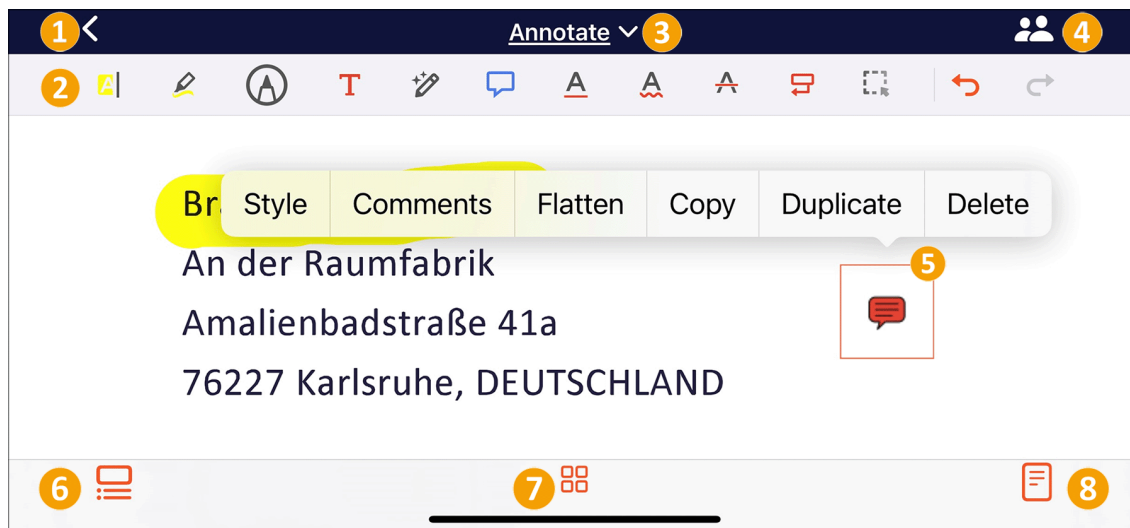 1 Annotate 3 4
2 A T A A A
Style Comments Flatten Copy Duplicate Delete
An der Raumfabrik
5
Amalienbadstraße 41a
76227 Karlsruhe, DEUTSCHLAND
6 7 8